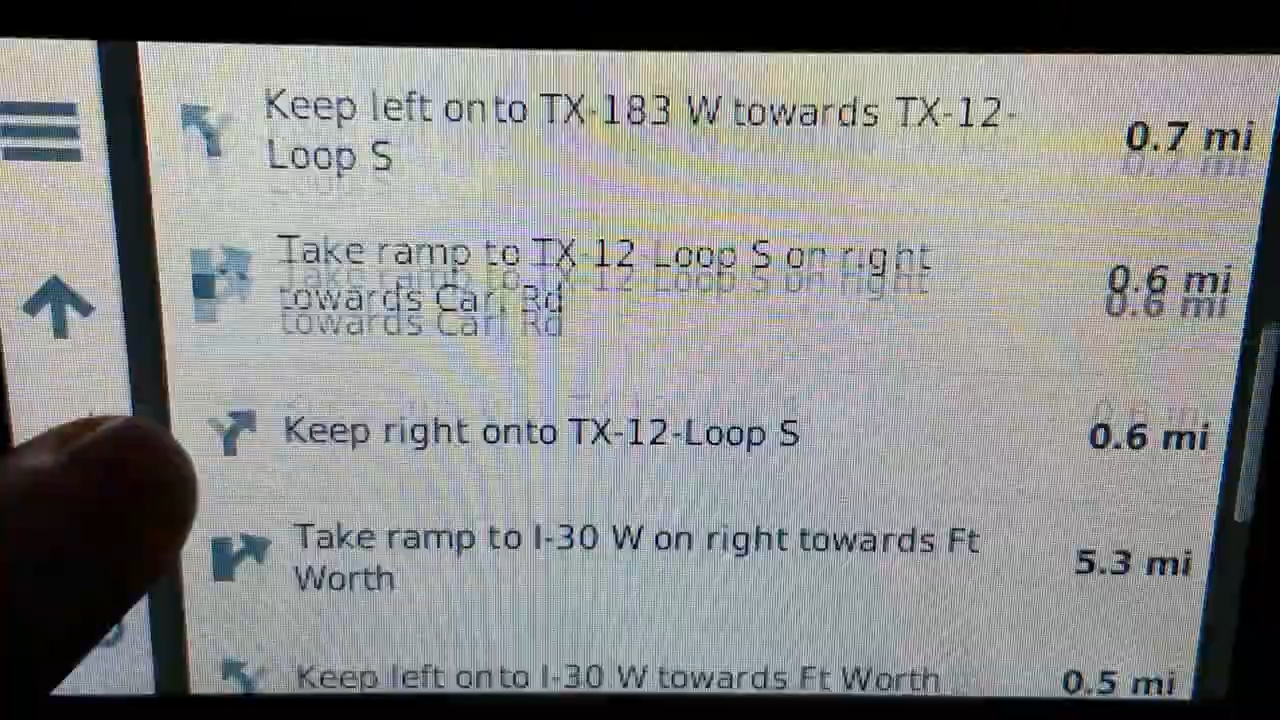 Keep left onto TX-183 W towards TX-12-
Loop S
0.7 mi
Take ramp to TX-12-Loop S on right
towards Carl Rd
0.6 mi
Keep right onto TX-12-Loop S
0.6 mi
Take ramp to I-30 W on right towards Ft
Worth
5.3 mi
Keep left onto I-30 W towards Ft Worth
0.5 mi